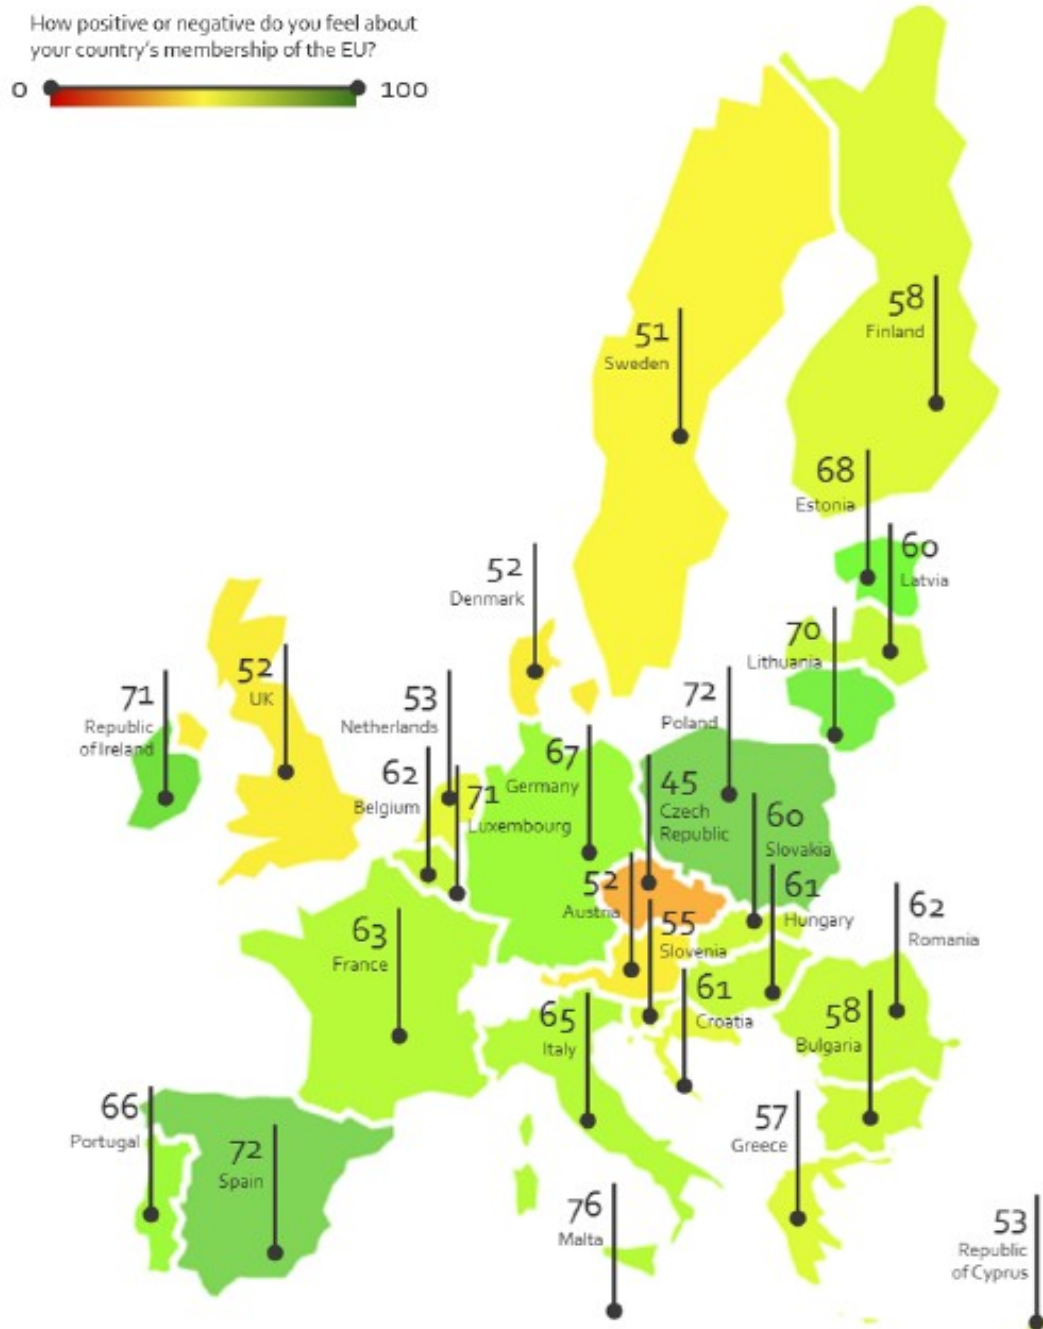 How positive or negative do you feel about
your country's membership of the EU?
0
100
58
Finland
51
Sweden
68
Estonia
60
Latvia
52
Denmark
70
Lithuania
52
UK
71
Republic
of Ireland
53
Netherlands
72
Poland
67
Germany
62
Belgium
71
Luxembourg
45
Czech
Republic
60
Slovakia
52
Austria
61
Hungary
62
Romania
55
Slovenia
63
France
61
Croatia
65
Italy
58
Bulgaria
66
Portugal
57
Greece
72
Spain
76
Malta
53
Republic
of Cyprus